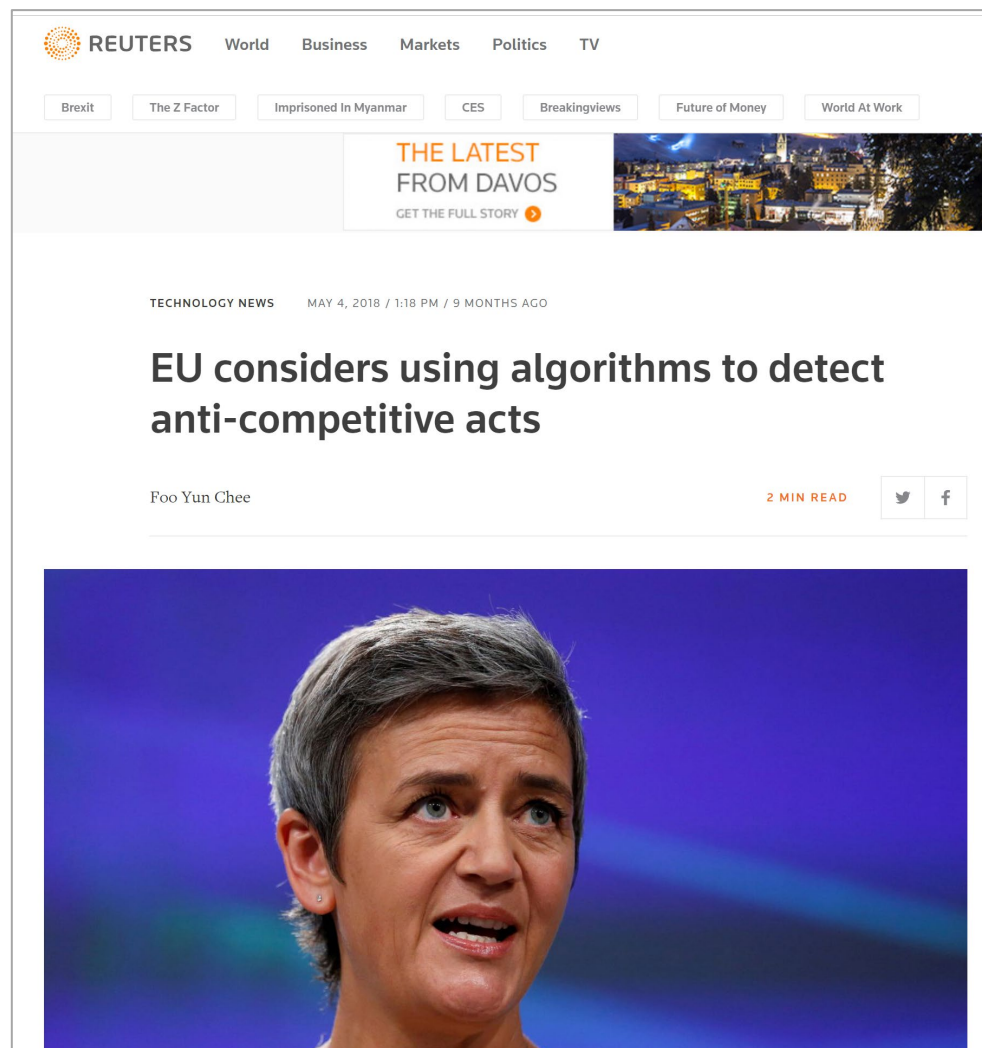 REUTERS World Business Markets Politics TV
Brexit The Z Factor Imprisoned In Myanmar CES Breakingviews Future of Money World At Work
THE LATEST
FROM DAVOS
GET THE FULL STORY
TECHNOLOGY NEWS MAY 4, 2018 / 1:18 PM / 9 MONTHS AGO
EU considers using algorithms to detect
anti-competitive acts
Foo Yun Chee 2 MIN READ